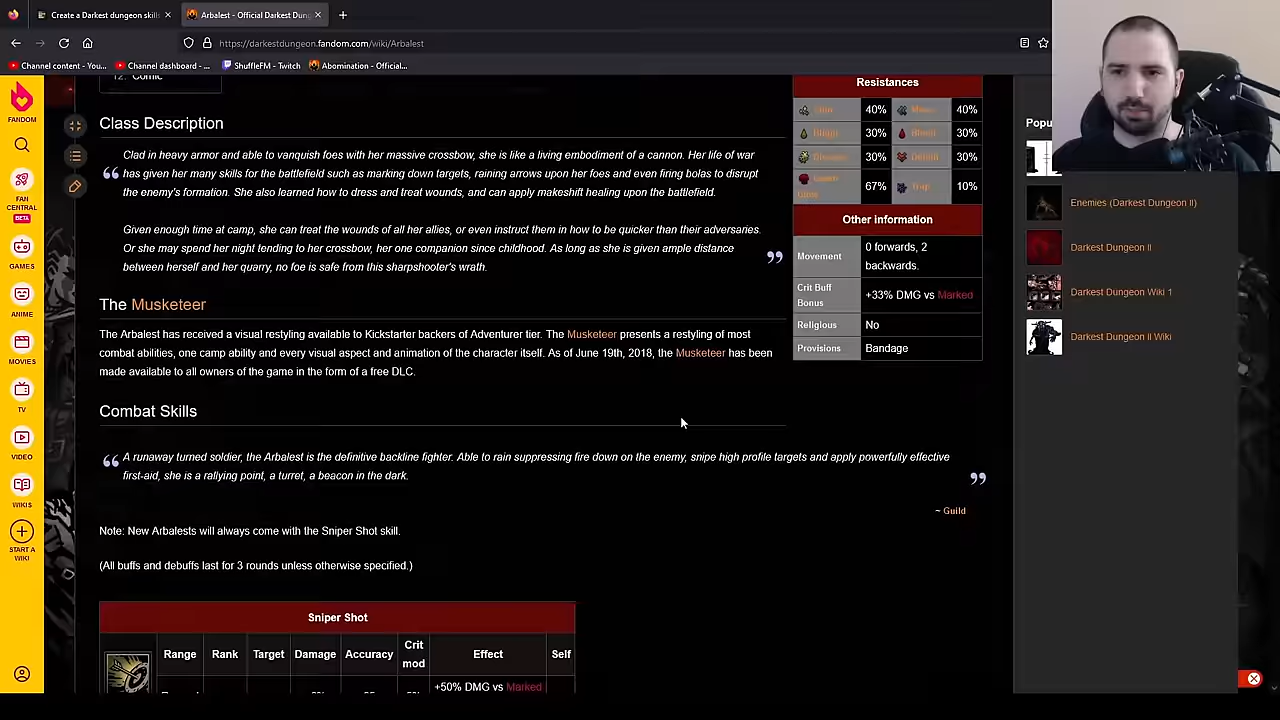 Create a Darkest dungeon skills
Arbalest - Official Darkest Dun
https://darkestdungeon.fandom.com/wiki/Arbalest
Channel content - You...
Channel dashboard - ...
ShuffleFM - Twitch
Abomination - Official...
FANDOM
FAN CENTRAL
BETA
GAMES
ANIME
MOVIES
TV
VIDEO
WIKIS
START A WIKI
12. Comic
Class Description
Clad in heavy armor and able to vanquish foes with her massive crossbow, she is like a living embodiment of a cannon. Her life of war
has given her many skills for the battlefield such as marking down targets, raining arrows upon her foes and even firing bolas to disrupt
the enemy's formation. She also learned how to dress and treat wounds, and can apply makeshift healing upon the battlefield.
Given enough time at camp, she can treat the wounds of all her allies, or even instruct them in how to be quicker than their adversaries.
Or she may spend her night tending to her crossbow, her one companion since childhood. As long as she is given ample distance
between herself and her quarry, no foe is safe from this sharpshooter's wrath.
The Musketeer
The Arbalest has received a visual restyling available to Kickstarter backers of Adventurer tier. The Musketeer presents a restyling of most
combat abilities, one camp ability and every visual aspect and animation of the character itself. As of June 19th, 2018, the Musketeer has been
made available to all owners of the game in the form of a free DLC.
Combat Skills
A runaway turned soldier, the Arbalest is the definitive backline fighter. Able to rain suppressing fire down on the enemy, snipe high profile targets and apply powerfully effective
first-aid, she is a rallying point, a turret, a beacon in the dark.
~ Guild
Note: New Arbalests will always come with the Sniper Shot skill.
(All buffs and debuffs last for 3 rounds unless otherwise specified.)
Sniper Shot
Range Rank Target Damage Accuracy Crit mod Effect Self
+50% DMG vs Marked
Resistances
40% 40%
Blight 30% Bleed 30%
Disease 30% Debuff 30%
67% Trap 10%
Other information
Movement 0 forwards, 2 backwards.
Crit Buff Bonus +33% DMG vs Marked
Religious No
Provisions Bandage
Popu
Enemies (Darkest Dungeon II)
Darkest Dungeon II
Darkest Dungeon Wiki 1
Darkest Dungeon II Wiki